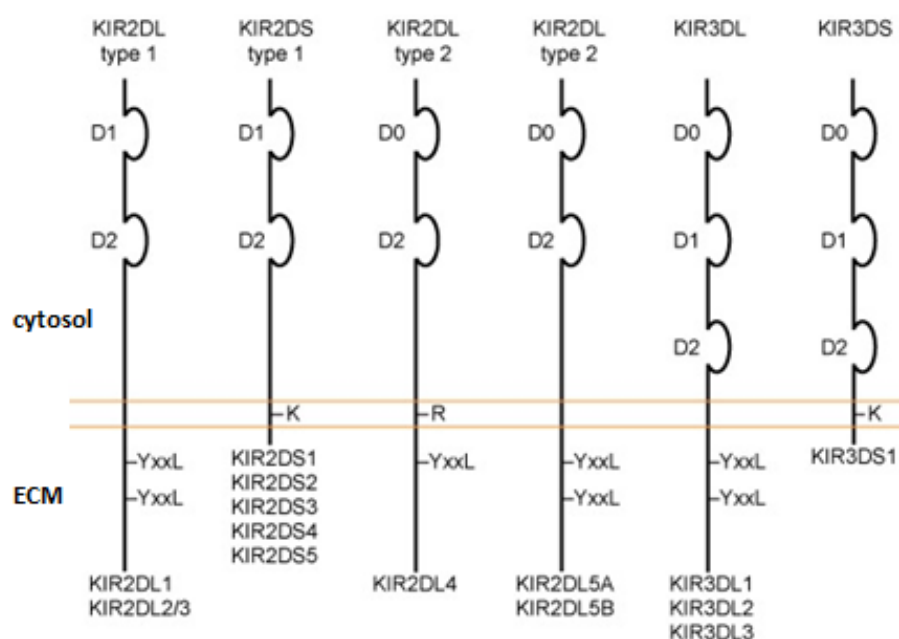 KIR2DL KIR2DS KIR2DL KIR2DL KIR3DL KIR3DS
type 1 type 1 type 2 type 2
D1 D1 D0 D0 D0 D0
D2 D2 D2 D2 D1 D1
cytosol
D2 D2
K R K
YxxL YxxL YxxL YxxL
YxxL YxxL YxxL
ECM
KIR2DS1
KIR2DS2
KIR2DS3
KIR2DS4
KIR2DS5
KIR3DS1
KIR2DL1 KIR2DL4 KIR2DL5A KIR3DL1
KIR2DL2/3 KIR2DL5B KIR3DL2
KIR3DL3